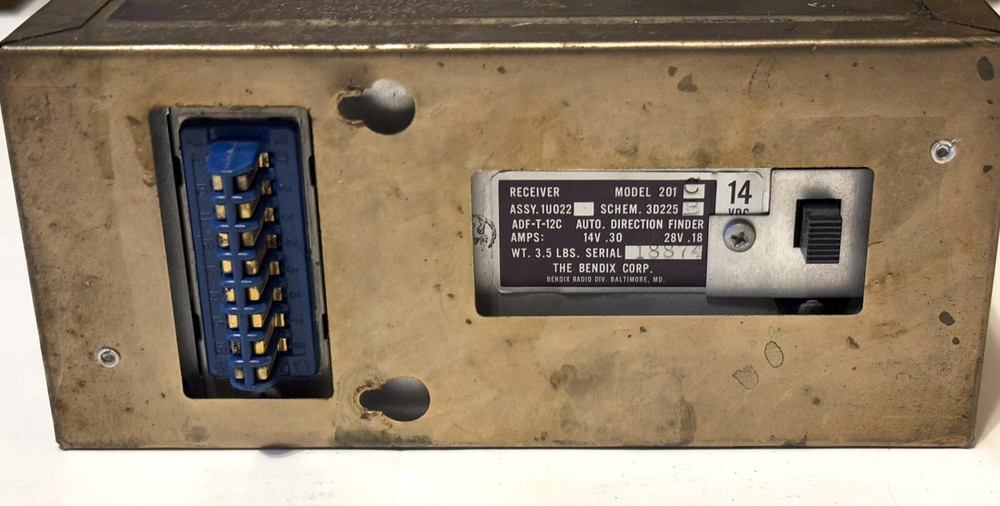 RECEIVER MODEL 201 C
ASSY. 1U022 SCHEM. 3D225 B
ADF-T-12C AUTO. DIRECTION FINDER
AMPS: 14V .30 28V .18
WT. 3.5 LBS. SERIAL 18874
THE BENDIX CORP.
BENDIX RADIO DIV. BALTIMORE, MD.
14
VDC